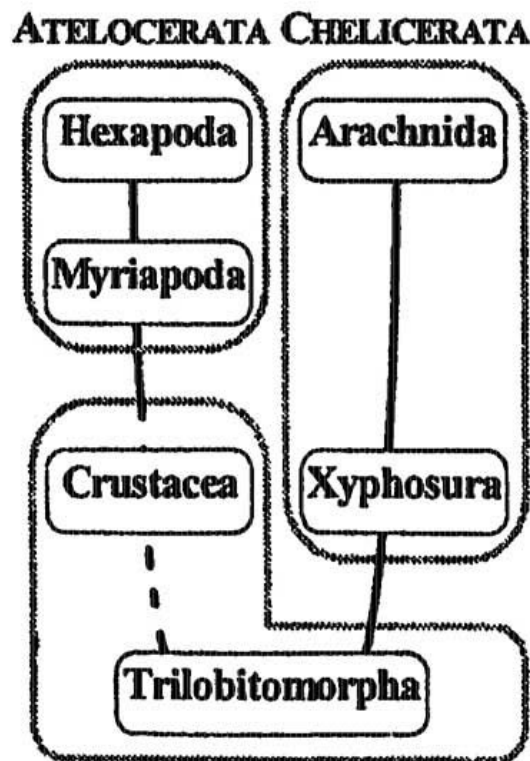 ATELOCERATA CHELICERATA
Hexapoda Arachnida
Myriapoda
Crustacea Xyphosura
Trilobitomorpha